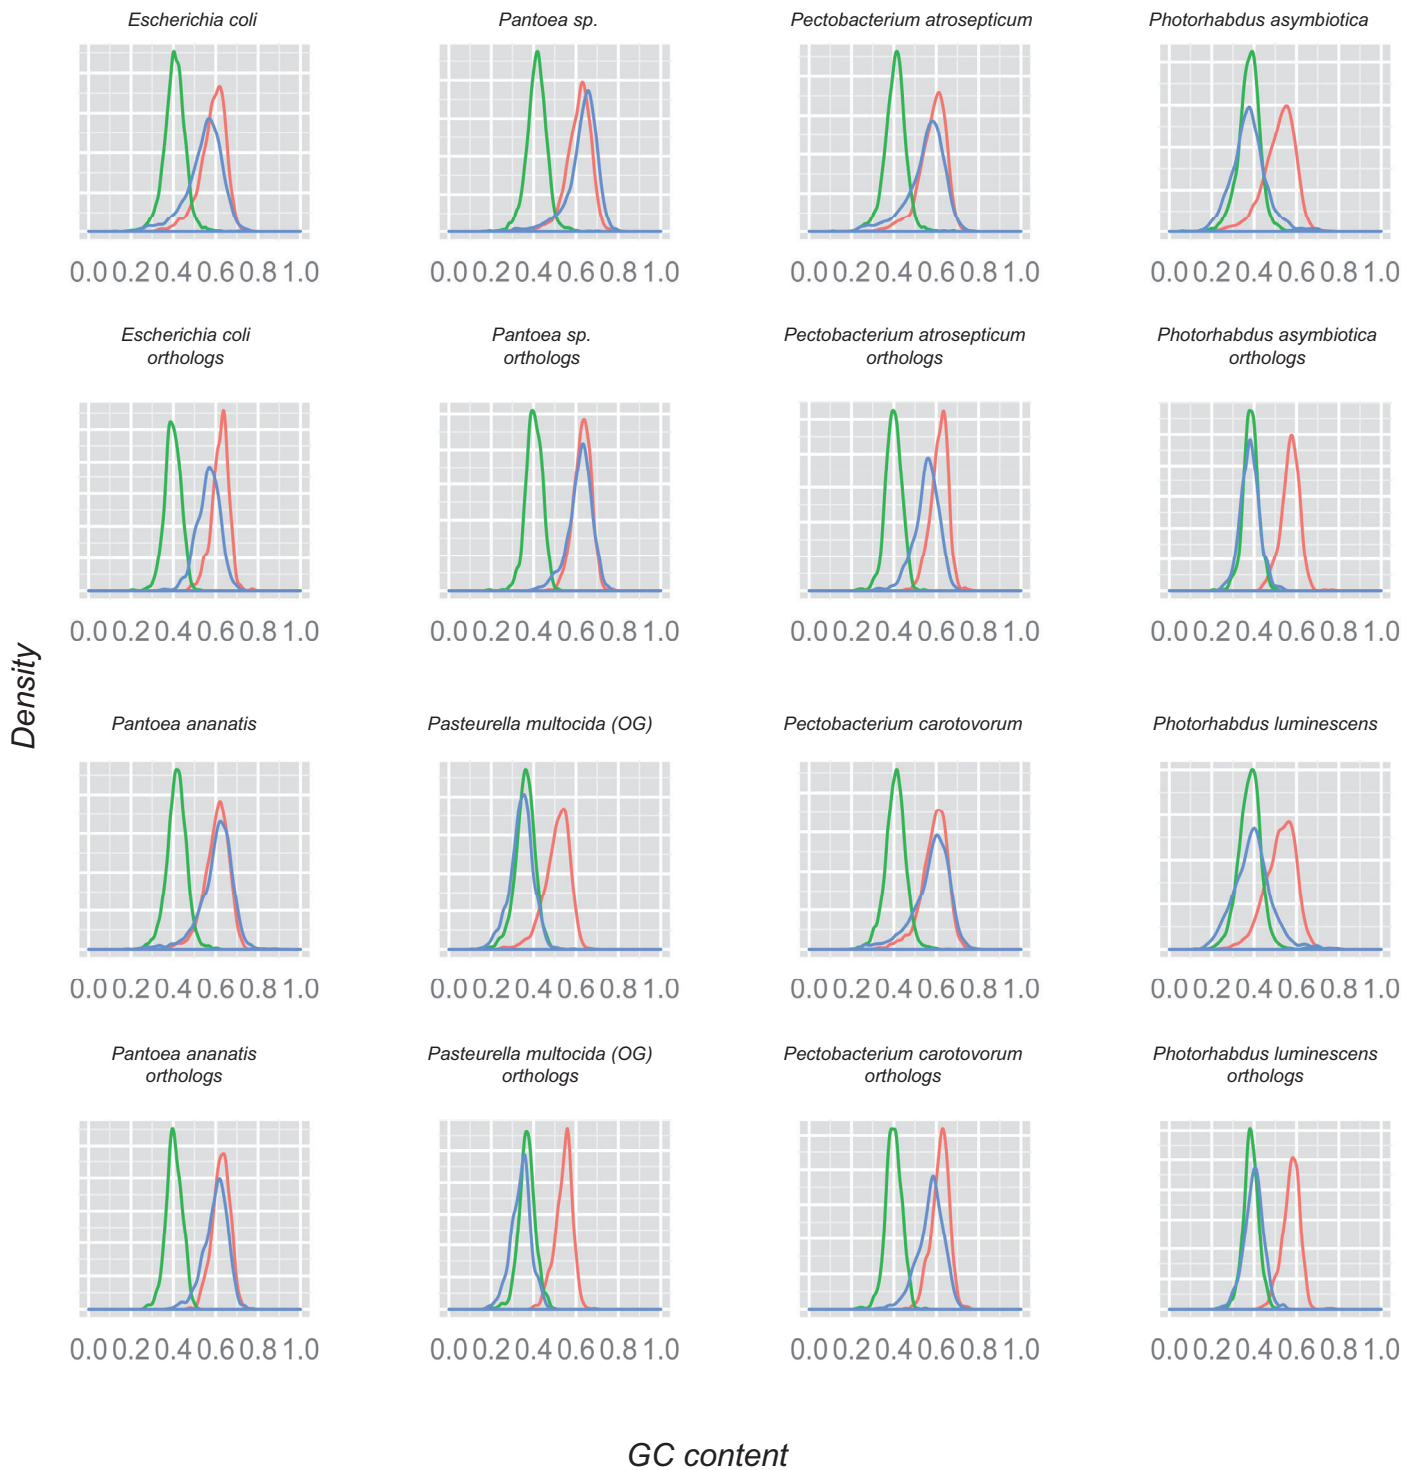 Escherichia coli
Pantoea sp.
Pectobacterium atrosepticum
Photorhabdus asymbiotica
0.0 0.2 0.4 0.6 0.8 1.0
0.0 0.2 0.4 0.6 0.8 1.0
0.0 0.2 0.4 0.6 0.8 1.0
0.0 0.2 0.4 0.6 0.8 1.0
Escherichia coli
orthologs
Pantoea sp.
orthologs
Pectobacterium atrosepticum
orthologs
Photorhabdus asymbiotica
orthologs
0.0 0.2 0.4 0.6 0.8 1.0
0.0 0.2 0.4 0.6 0.8 1.0
0.0 0.2 0.4 0.6 0.8 1.0
0.0 0.2 0.4 0.6 0.8 1.0
Density
Pantoea ananatis
Pasteurella multocida (OG)
Pectobacterium carotovorum
Photorhabdus luminescens
0.0 0.2 0.4 0.6 0.8 1.0
0.0 0.2 0.4 0.6 0.8 1.0
0.0 0.2 0.4 0.6 0.8 1.0
0.0 0.2 0.4 0.6 0.8 1.0
Pantoea ananatis
orthologs
Pasteurella multocida (OG)
orthologs
Pectobacterium carotovorum
orthologs
Photorhabdus luminescens
orthologs
0.0 0.2 0.4 0.6 0.8 1.0
0.0 0.2 0.4 0.6 0.8 1.0
0.0 0.2 0.4 0.6 0.8 1.0
0.0 0.2 0.4 0.6 0.8 1.0
GC content